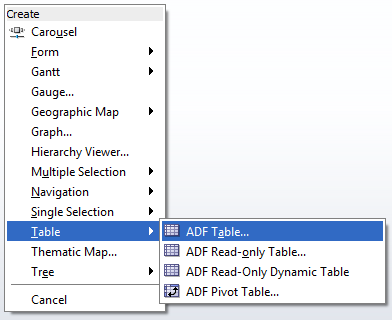 Create
Carousel
Form
Gantt
Gauge...
Geographic Map
Graph...
Hierarchy Viewer...
Multiple Selection
Navigation
Single Selection
Table
Thematic Map...
Tree
Cancel
ADF Table...
ADF Read-only Table...
ADF Read-Only Dynamic Table
ADF Pivot Table...